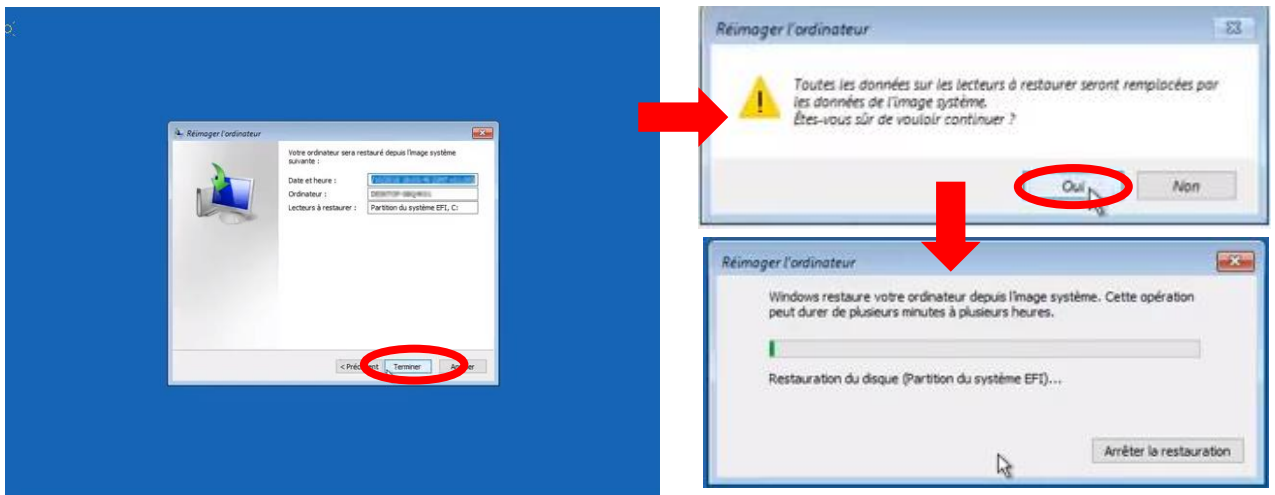 Réimager l'ordinateur
Votre ordinateur sera restauré depuis l'image système
suivante :
Date et heure :
Ordinateur :
Lecteurs à restaurer : Partition du système EFI, C:
Terminer
Réimager l'ordinateur
Toutes les données sur les lecteurs à restaurer seront remplacées par
les données de l'image système.
Êtes-vous sûr de vouloir continuer ?
Oui Non
Réimager l'ordinateur
Windows restaure votre ordinateur depuis l'image système. Cette opération
peut durer de plusieurs minutes à plusieurs heures.
Restauration du disque (Partition du système EFI)...
Arrêter la restauration